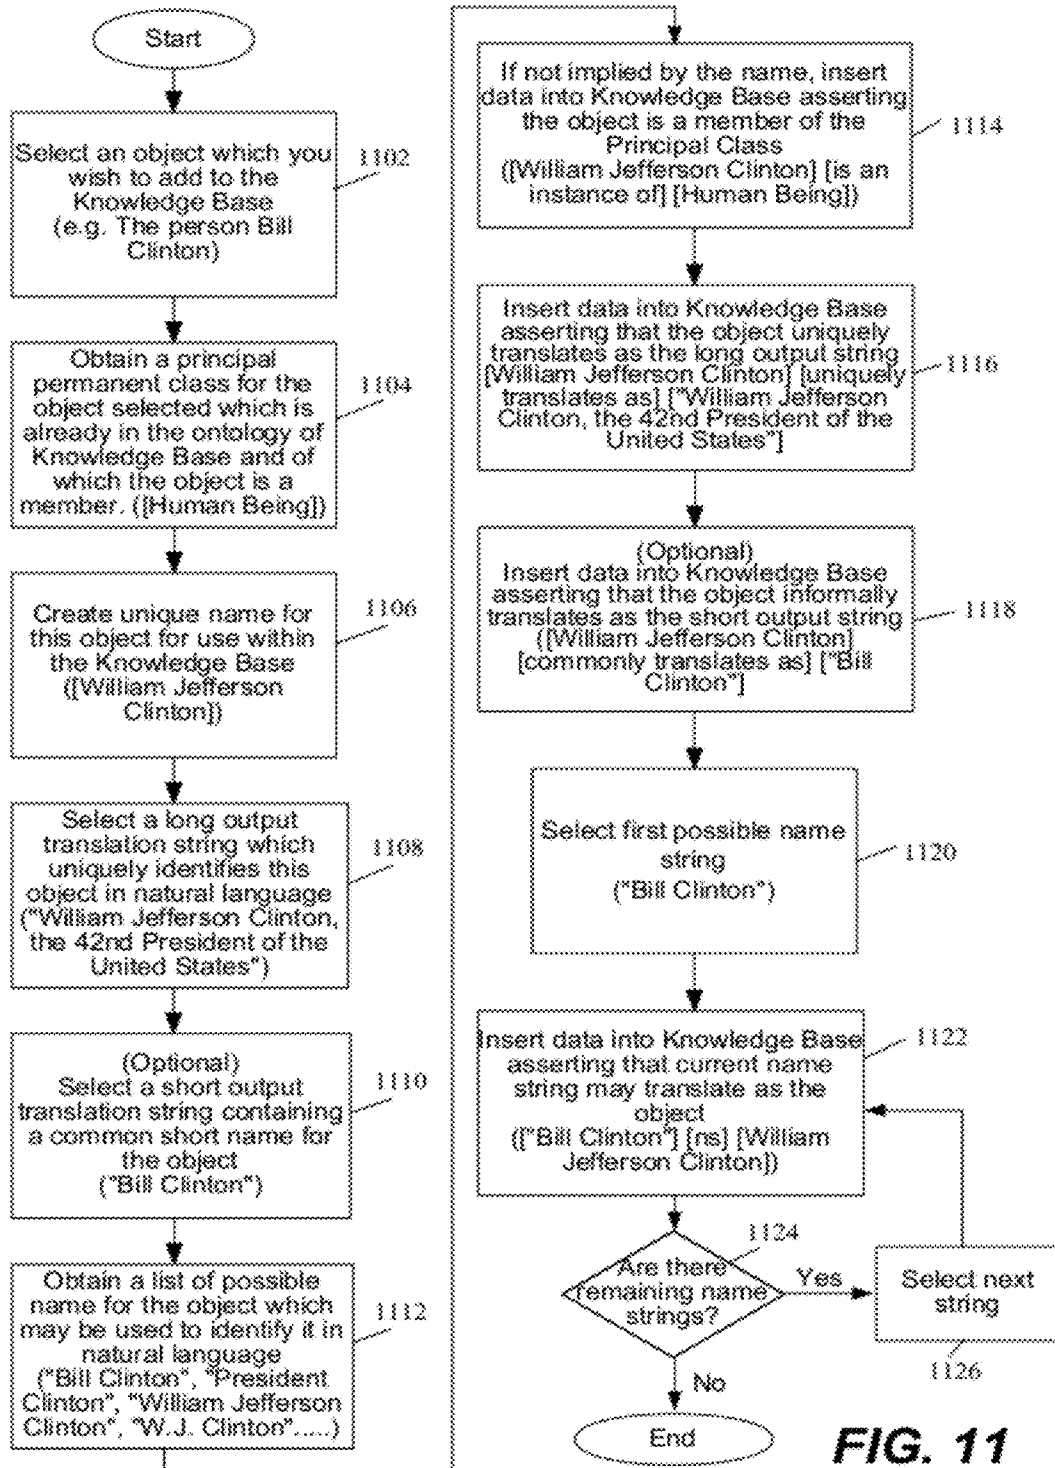 Start
Select an object which you
wish to add to the
Knowledge Base
(e.g. The person Bill
Clinton)
1102
Obtain a principal
permanent class for the
object selected which is
already in the ontology of
Knowledge Base and of
which the object is a
member. ([Human Being])
1104
Create unique name for
this object for use within
the Knowledge Base
([William Jefferson
Clinton])
1106
Select a long output
translation string which
uniquely identifies this
object in natural language
("William Jefferson Clinton,
the 42nd President of the
United States")
1108
(Optional)
Select a short output
translation string containing
a common short name for
the object
("Bill Clinton")
1110
Obtain a list of possible
name for the object which
may be used to identify it in
natural language
("Bill Clinton", "President
Clinton", "William Jefferson
Clinton", "W.J. Clinton".....)
1112
If not implied by the name, insert
data into Knowledge Base asserting
the object is a member of the
Principal Class
([William Jefferson Clinton] [is an
instance of] [Human Being])
1114
Insert data into Knowledge Base
asserting that the object uniquely
translates as the long output string
[William Jefferson Clinton] [uniquely
translates as] ["William Jefferson
Clinton, the 42nd President of the
United States"]
1116
(Optional)
Insert data into Knowledge Base
asserting that the object informally
translates as the short output string
([William Jefferson Clinton]
[commonly translates as] ["Bill
Clinton"]
1118
Select first possible name
string
("Bill Clinton")
1120
Insert data into Knowledge Base
asserting that current name
string may translate as the
object
(["Bill Clinton"] [ns] [William
Jefferson Clinton])
1122
Are there
remaining name
strings?
1124
Yes
Select next
string
1126
No
End
FIG. 11